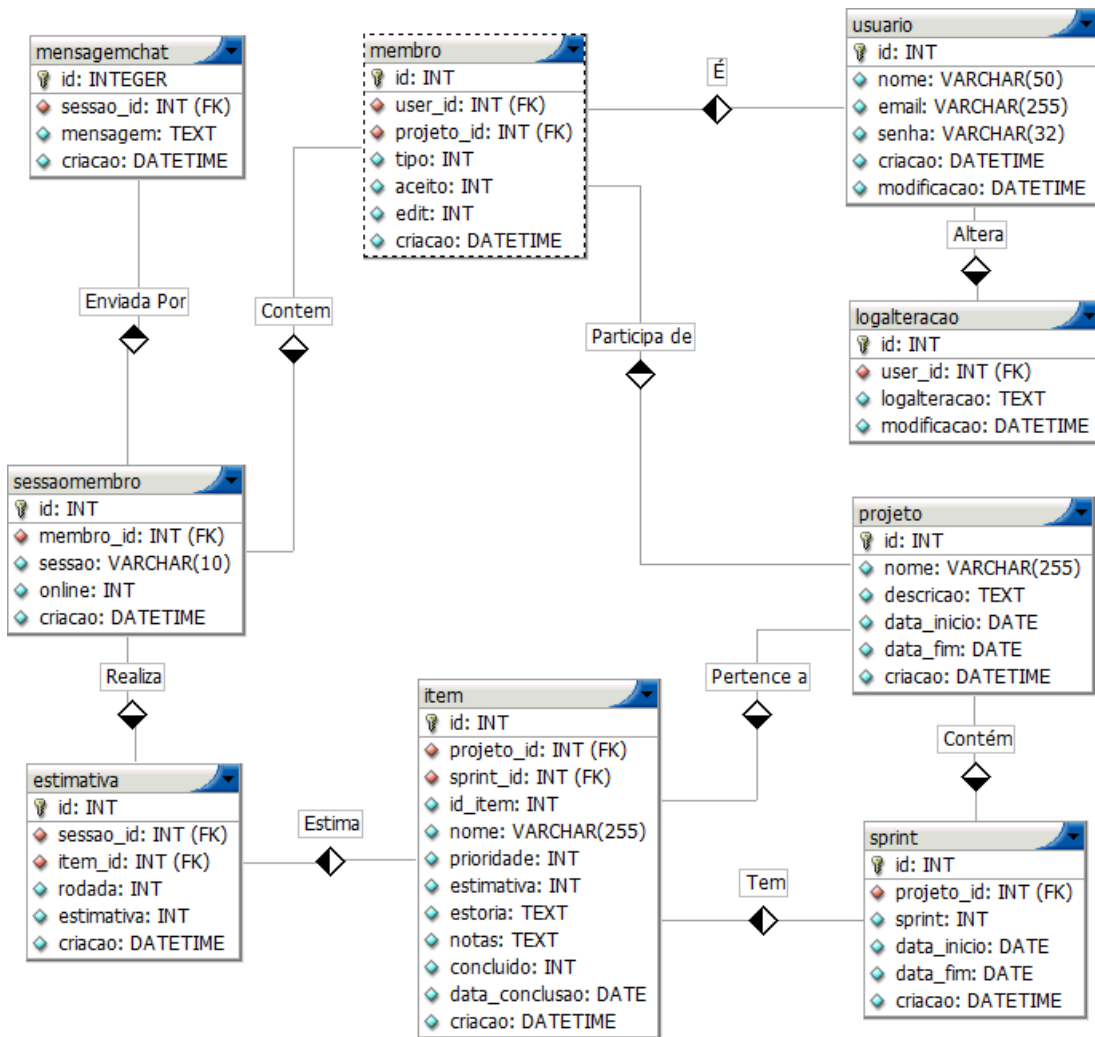 mensagemchat
id: INTEGER
sessao_id: INT (FK)
mensagem: TEXT
criacao: DATETIME
membro
id: INT
user_id: INT (FK)
projeto_id: INT (FK)
tipo: INT
aceito: INT
edit: INT
criacao: DATETIME
É
usuario
id: INT
nome: VARCHAR(50)
email: VARCHAR(255)
senha: VARCHAR(32)
criacao: DATETIME
modificacao: DATETIME
Altera
Enviada Por
Contem
Participa de
logalteracao
id: INT
user_id: INT (FK)
logalteracao: TEXT
modificacao: DATETIME
sessaomembro
id: INT
membro_id: INT (FK)
sessao: VARCHAR(10)
online: INT
criacao: DATETIME
projeto
id: INT
nome: VARCHAR(255)
descricao: TEXT
data_inicio: DATE
data_fim: DATE
criacao: DATETIME
Realiza
Pertence a
item
id: INT
projeto_id: INT (FK)
sprint_id: INT (FK)
id_item: INT
nome: VARCHAR(255)
prioridade: INT
estimativa: INT
estoria: TEXT
notas: TEXT
concluido: INT
data_conclusao: DATE
criacao: DATETIME
Contém
estimativa
id: INT
sessao_id: INT (FK)
item_id: INT (FK)
rodada: INT
estimativa: INT
criacao: DATETIME
Estima
Tem
sprint
id: INT
projeto_id: INT (FK)
sprint: INT
data_inicio: DATE
data_fim: DATE
criacao: DATETIME